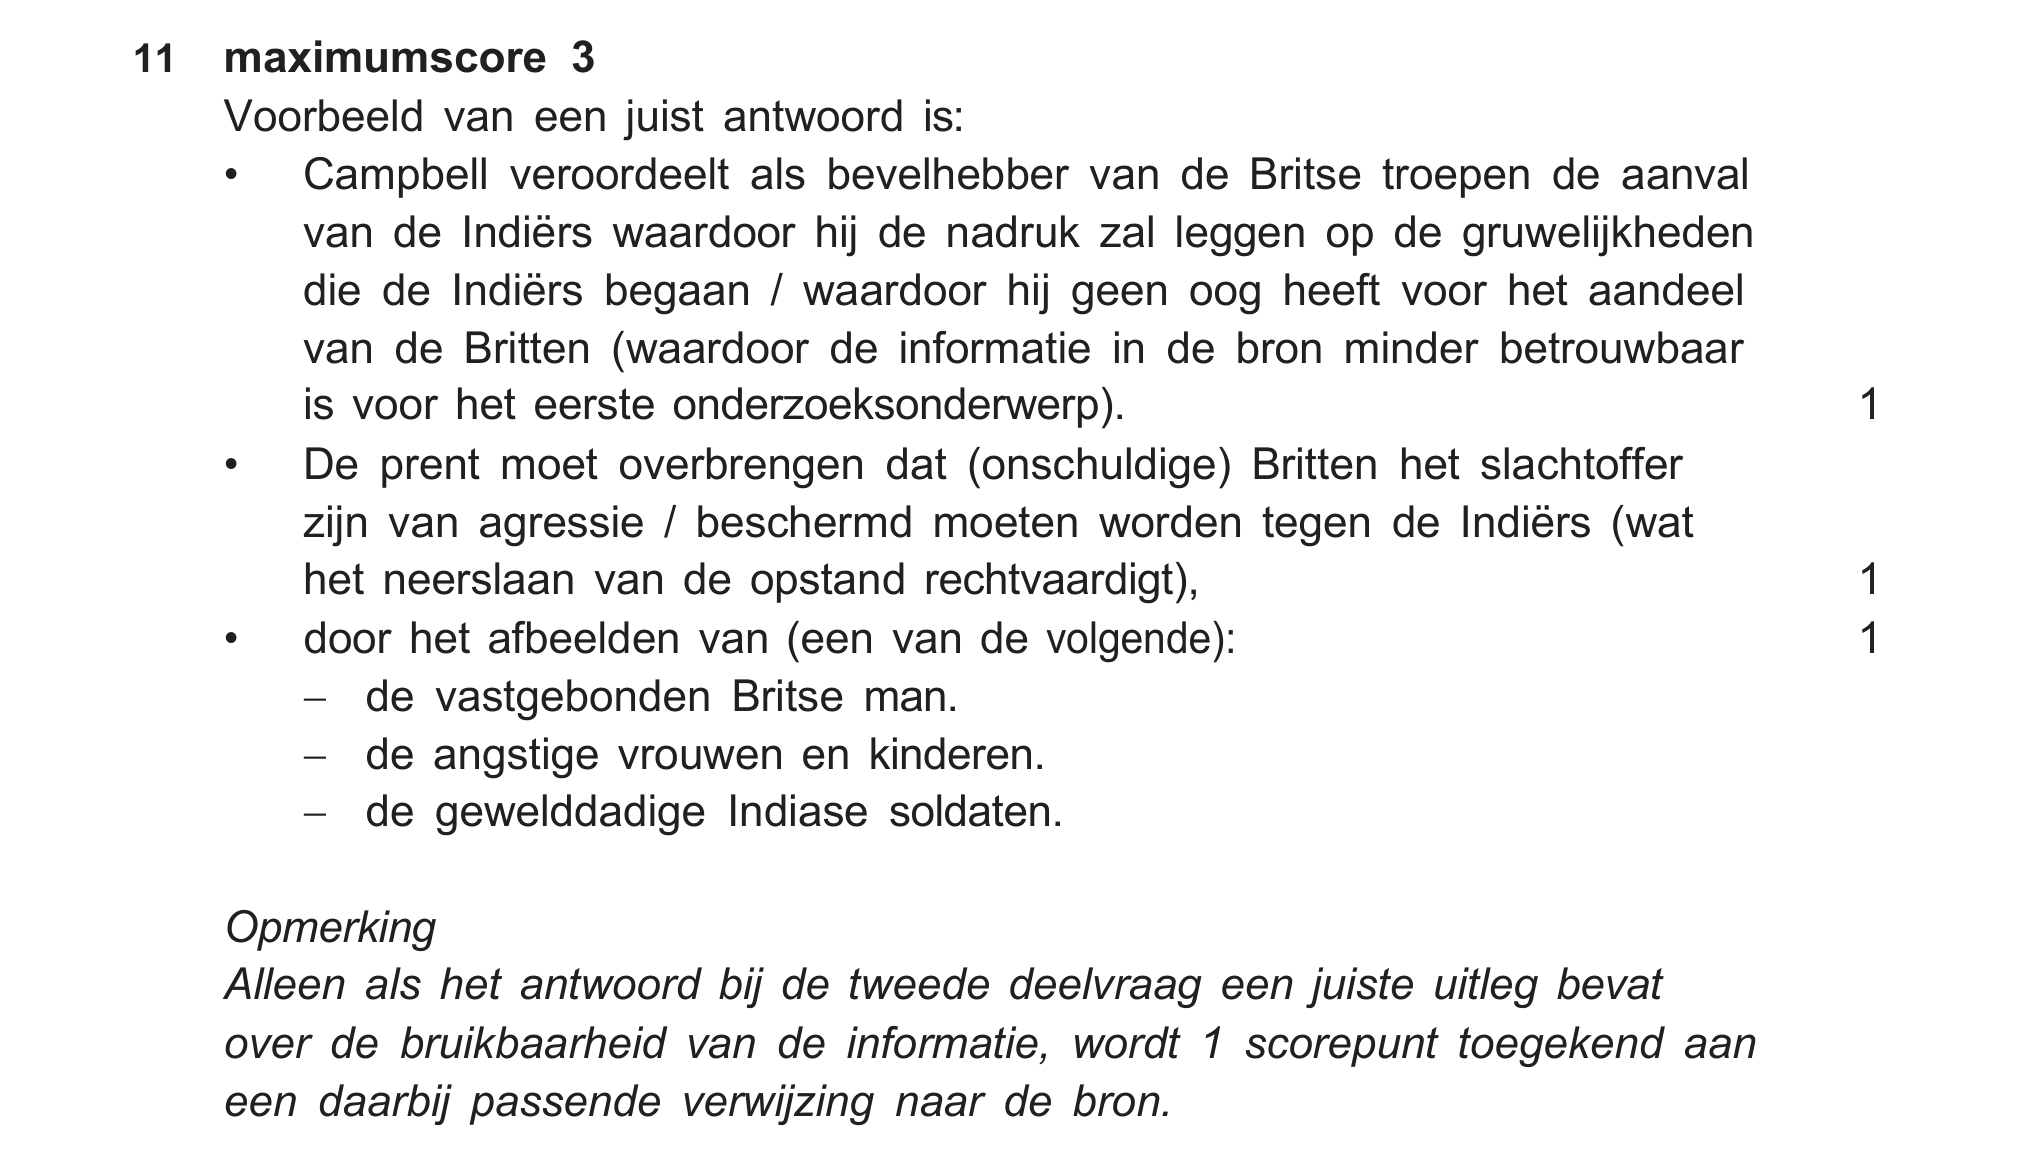 11 maximumscore 3
Voorbeeld van een juist antwoord is:
• Campbell veroordeelt als bevelhebber van de Britse troepen de aanval
van de Indiërs waardoor hij de nadruk zal leggen op de gruwelijkheden
die de Indiërs begaan / waardoor hij geen oog heeft voor het aandeel
van de Britten (waardoor de informatie in de bron minder betrouwbaar
is voor het eerste onderzoeksonderwerp). 1
• De prent moet overbrengen dat (onschuldige) Britten het slachtoffer
zijn van agressie / beschermd moeten worden tegen de Indiërs (wat
het neerslaan van de opstand rechtvaardigt), 1
• door het afbeelden van (een van de volgende): 1
– de vastgebonden Britse man.
– de angstige vrouwen en kinderen.
– de gewelddadige Indiase soldaten.
Opmerking
Alleen als het antwoord bij de tweede deelvraag een juiste uitleg bevat
over de bruikbaarheid van de informatie, wordt 1 scorepunt toegekend aan
een daarbij passende verwijzing naar de bron.